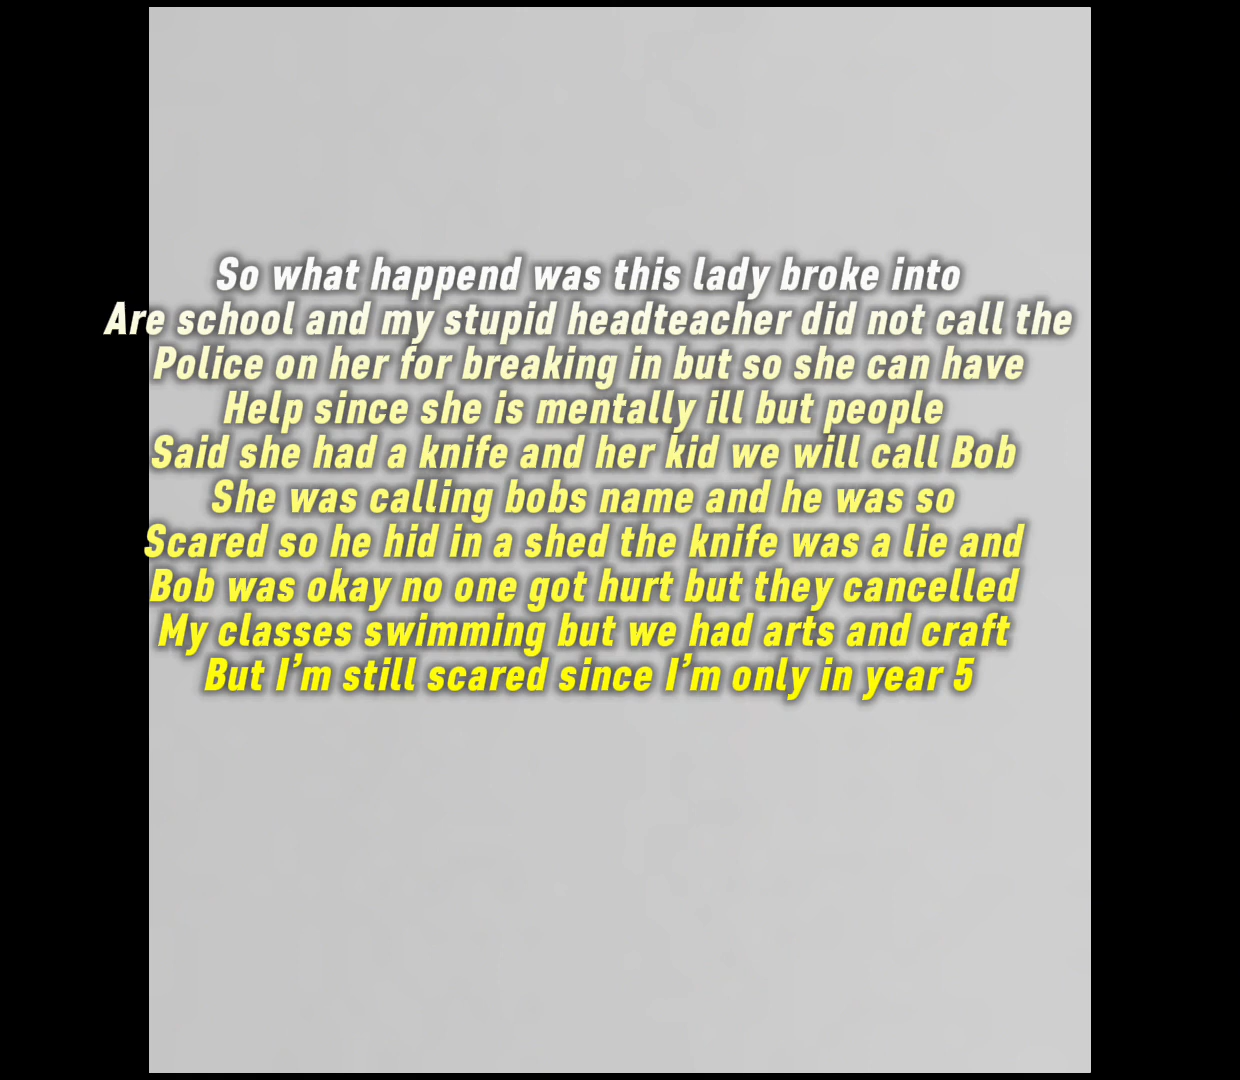 So what happend was this lady broke into
Are school and my stupid headteacher did not call the
Police on her for breaking in but so she can have
Help since she is mentally ill but people
Said she had a knife and her kid we will call Bob
She was calling bobs name and he was so
Scared so he hid in a shed the knife was a lie and
Bob was okay no one got hurt but they cancelled
My classes swimming but we had arts and craft
But I’m still scared since I’m only in year 5